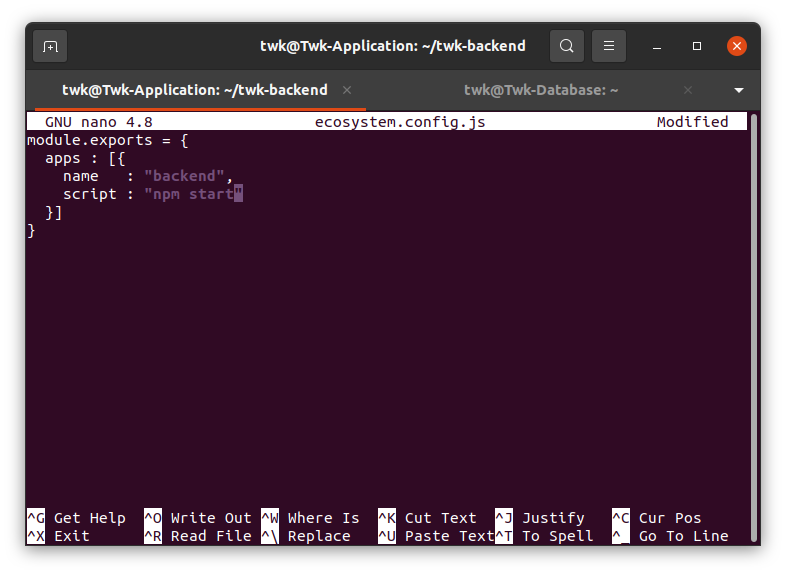 twk@Twk-Application: ~/twk-backend
twk@Twk-Application: ~/twk-backend × twk@Twk-Database: ~ ×
GNU nano 4.8 ecosystem.config.js Modified
module.exports = {
  apps : [{
    name   : "backend",
    script : "npm start"
  }]
}
^G Get Help ^O Write Out ^W Where Is ^K Cut Text ^J Justify ^C Cur Pos
^X Exit ^R Read File ^\ Replace ^U Paste Text ^T To Spell ^_ Go To Line